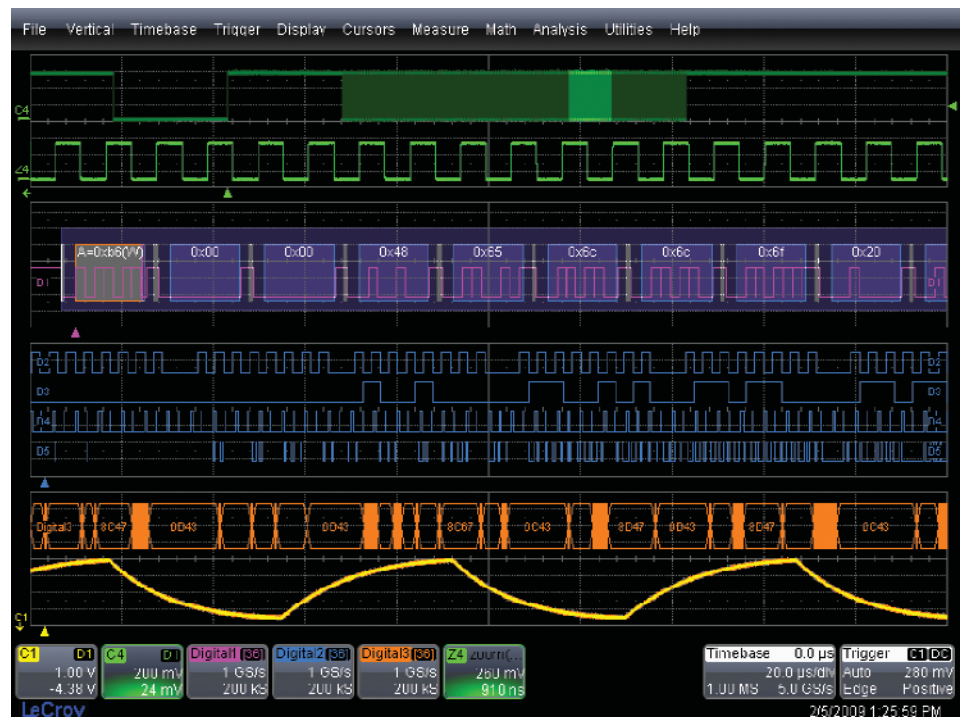 File Vertical Timebase Trigger Display Cursors Measure Math Analysis Utilities Help
C4
Z4
A=0xb6(W) 0x00 0x00 0x48 0x65 0x6c 0x6c 0x6f 0x20
D1 D1
D2 D2
D3 D3
D4
D5 D5
Digital3 8C47 0D43 0D43 8C67 0C43 8D47 0D43 8D47 0C43
C1
C1 D1 C4 D1 Digital1 [36] Digital2 [36] Digital3 [36] Z4 zoom(... Timebase 0.0 µs Trigger C1 DC
1.00 V 200 mV 1 GS/s 1 GS/s 1 GS/s 260 mV 20.0 µs/div Auto 280 mV
-4.38 V 24 mV 200 kS 200 kS 200 kS 910 ns 1.00 MS 5.0 GS/s Edge Positive
LeCroy 2/5/2009 1:25:59 PM